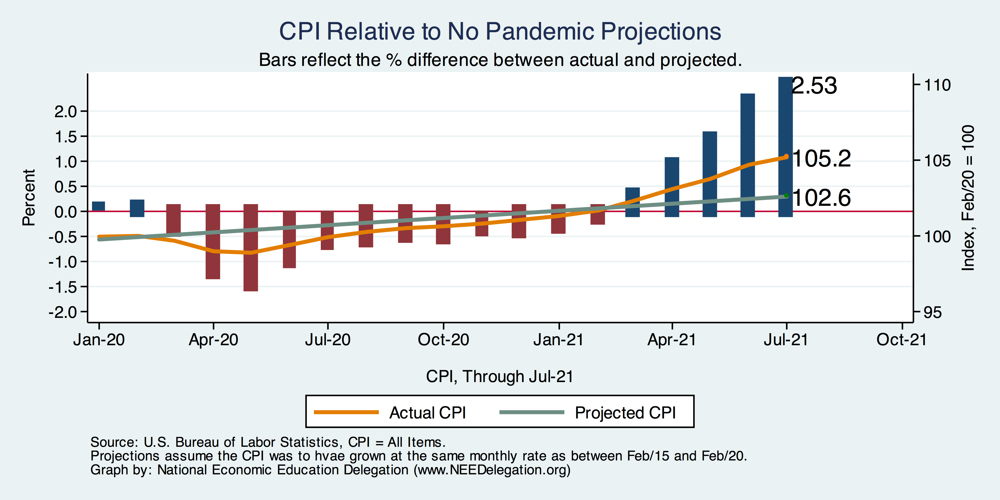 CPI Relative to No Pandemic Projections
Bars reflect the % difference between actual and projected.
2.53
110
2.0
1.5
1.0
105.2
105
0.5
102.6
0.0
-0.5
100
-1.0
-1.5
-2.0
95
Percent
Index, Feb/20 = 100
Jan-20 Apr-20 Jul-20 Oct-20 Jan-21 Apr-21 Jul-21 Oct-21
CPI, Through Jul-21
Actual CPI Projected CPI
Source: U.S. Bureau of Labor Statistics, CPI = All Items.
Projections assume the CPI was to hvae grown at the same monthly rate as between Feb/15 and Feb/20.
Graph by: National Economic Education Delegation (www.NEEDelegation.org)